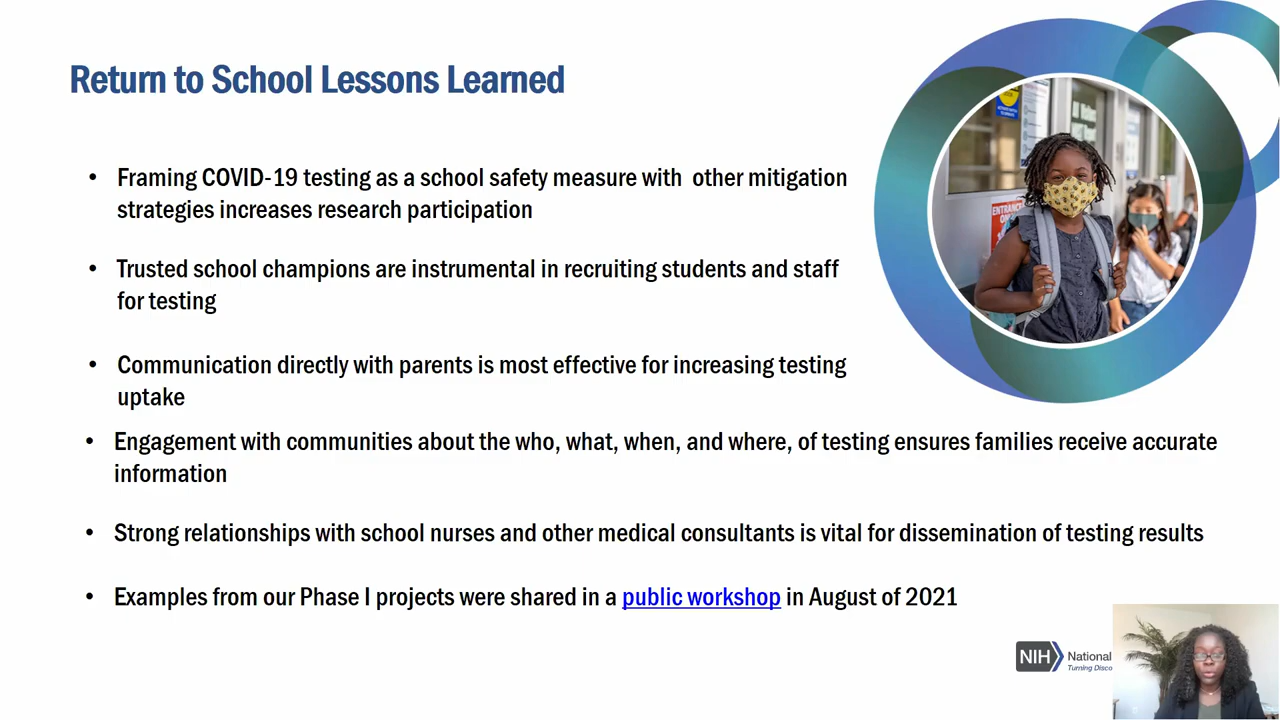 Return to School Lessons Learned
• Framing COVID-19 testing as a school safety measure with other mitigation
strategies increases research participation
• Trusted school champions are instrumental in recruiting students and staff
for testing
• Communication directly with parents is most effective for increasing testing
uptake
• Engagement with communities about the who, what, when, and where, of testing ensures families receive accurate
information
• Strong relationships with school nurses and other medical consultants is vital for dissemination of testing results
• Examples from our Phase I projects were shared in a public workshop in August of 2021
NIH National
Turning Disco